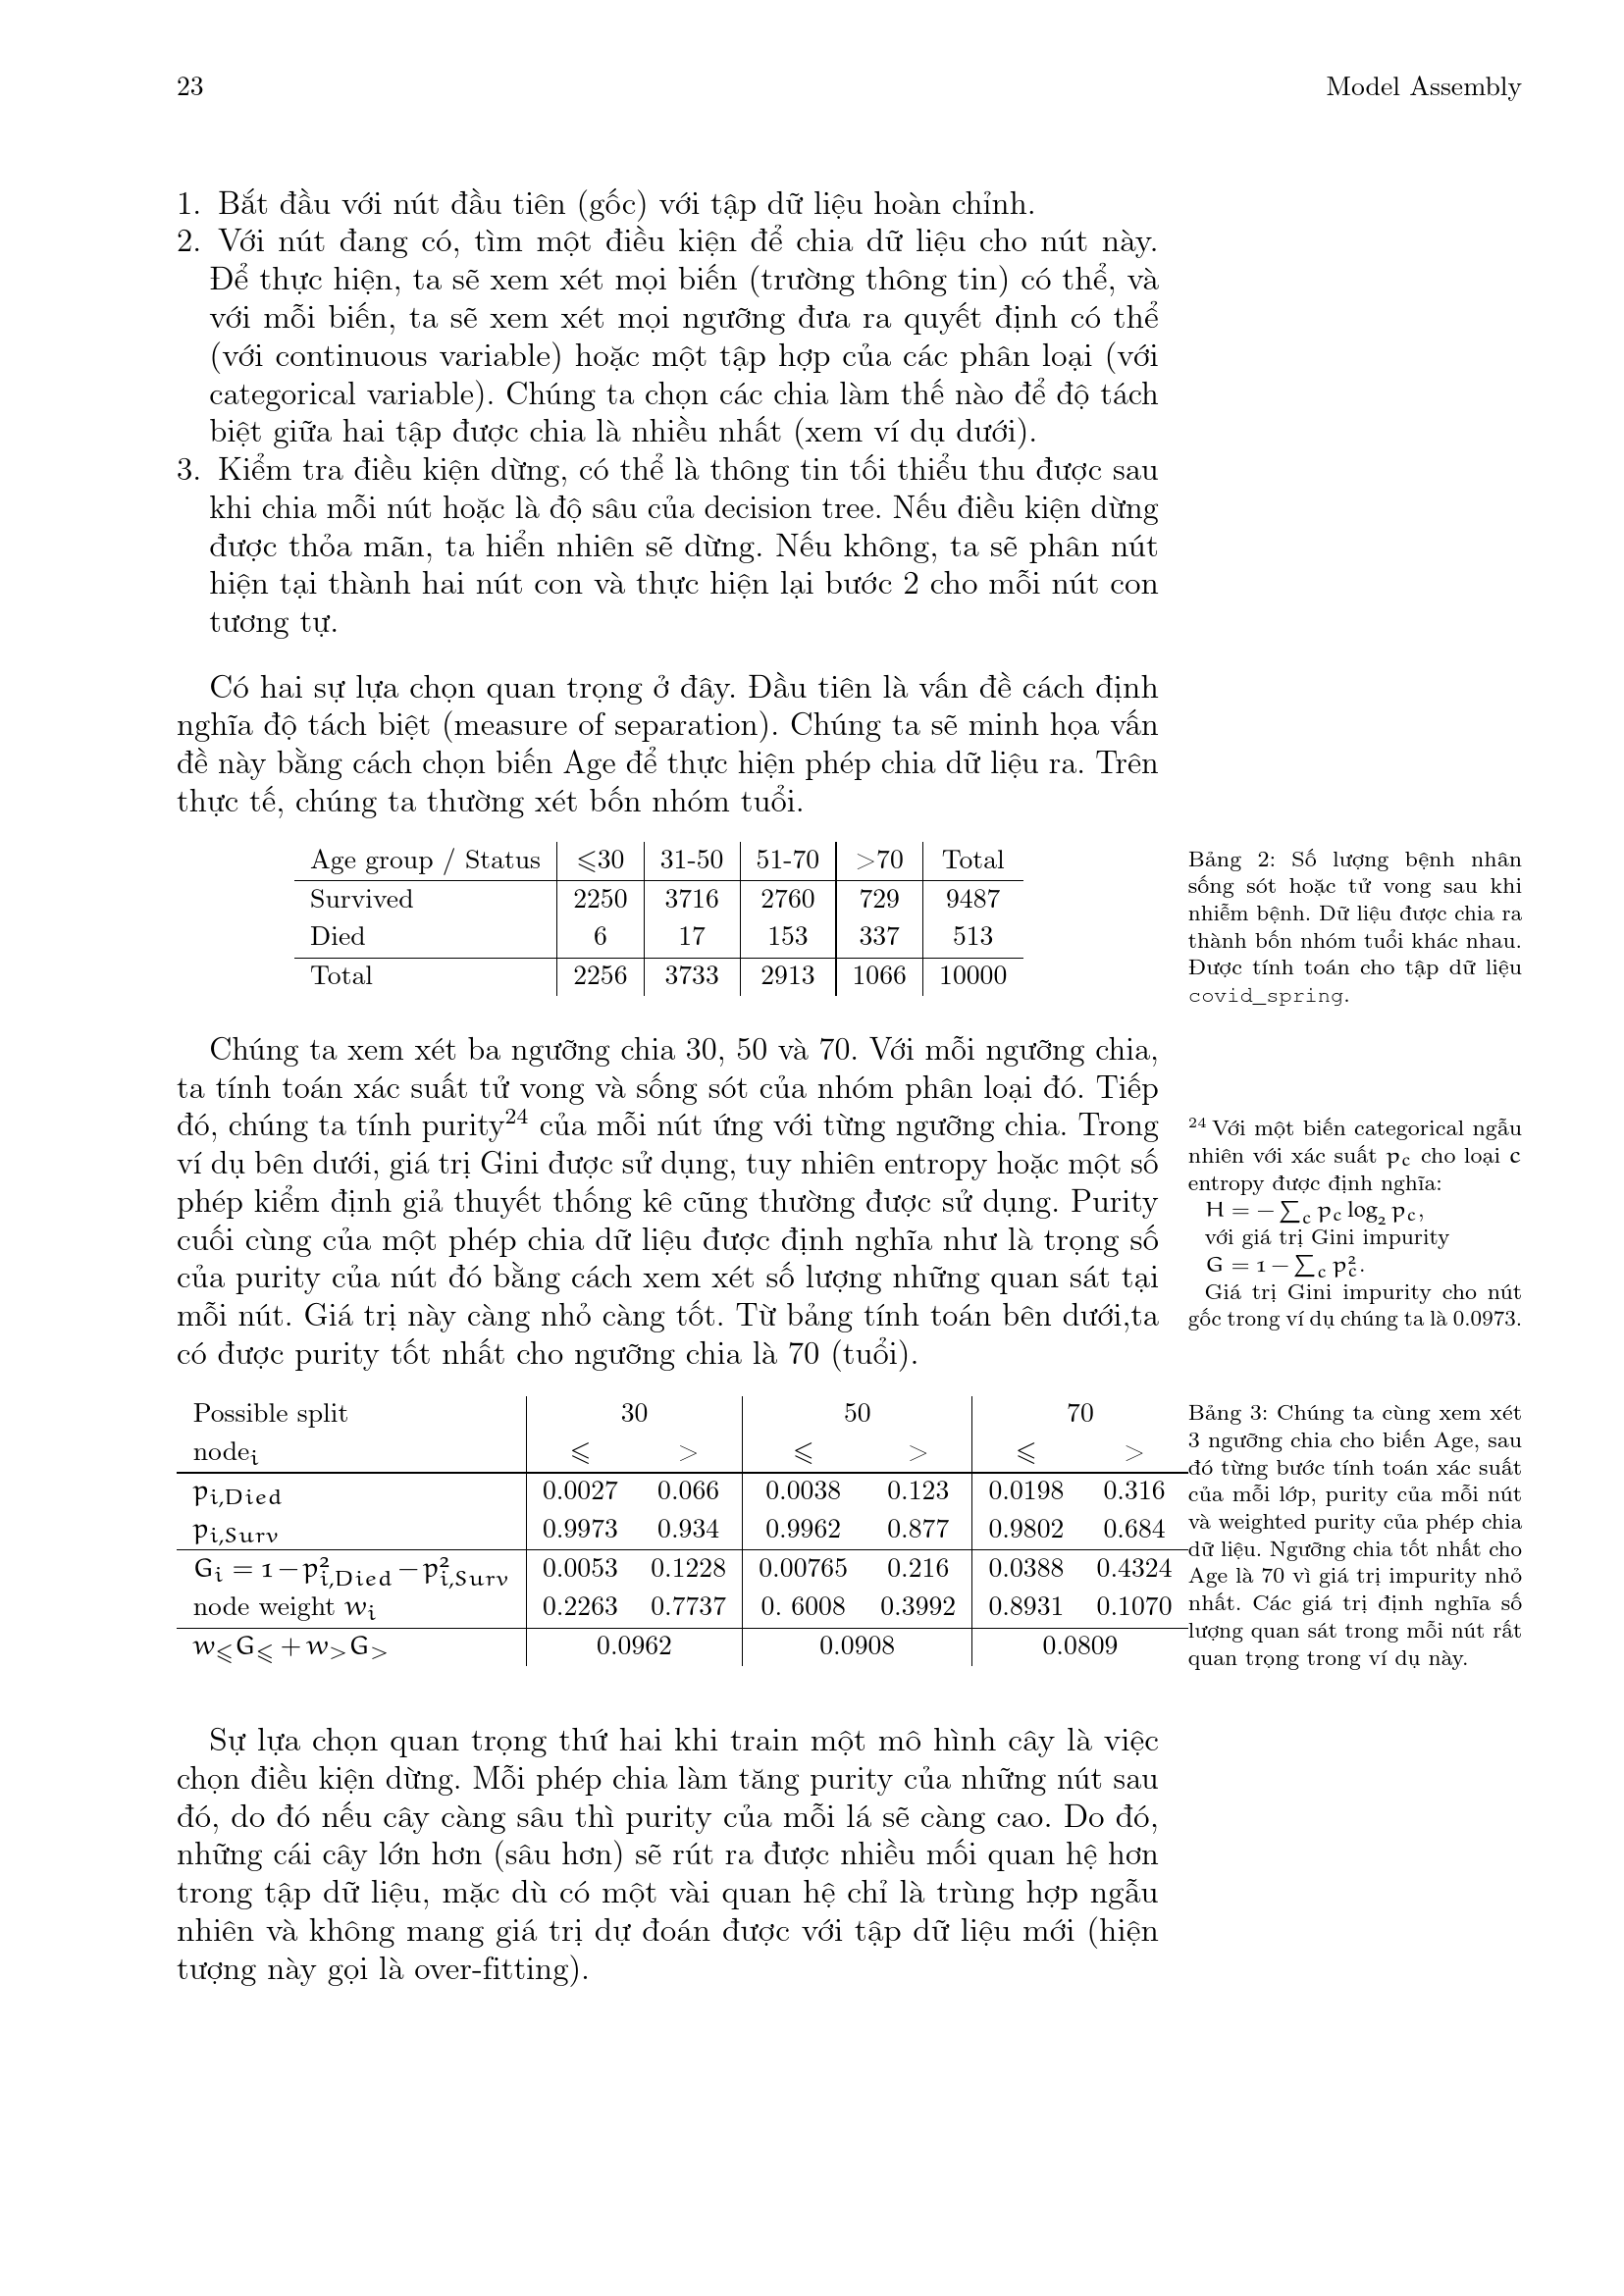 23 Model Assembly
1. Bắt đầu với nút đầu tiên (gốc) với tập dữ liệu hoàn chỉnh.
2. Với nút đang có, tìm một điều kiện để chia dữ liệu cho nút này.
Để thực hiện, ta sẽ xem xét mọi biến (trường thông tin) có thể, và
với mỗi biến, ta sẽ xem xét mọi ngưỡng đưa ra quyết định có thể
(với continuous variable) hoặc một tập hợp của các phân loại (với
categorical variable). Chúng ta chọn các chia làm thế nào để độ tách
biệt giữa hai tập được chia là nhiều nhất (xem ví dụ dưới).
3. Kiểm tra điều kiện dừng, có thể là thông tin tối thiểu thu được sau
khi chia mỗi nút hoặc là độ sâu của decision tree. Nếu điều kiện dừng
được thỏa mãn, ta hiển nhiên sẽ dừng. Nếu không, ta sẽ phân nút
hiện tại thành hai nút con và thực hiện lại bước 2 cho mỗi nút con
tương tự.
Có hai sự lựa chọn quan trọng ở đây. Đầu tiên là vấn đề cách định
nghĩa độ tách biệt (measure of separation). Chúng ta sẽ minh họa vấn
đề này bằng cách chọn biến Age để thực hiện phép chia dữ liệu ra. Trên
thực tế, chúng ta thường xét bốn nhóm tuổi.
Age group / Status ⩽30 31-50 51-70 >70 Total
Survived 2250 3716 2760 729 9487
Died 6 17 153 337 513
Total 2256 3733 2913 1066 10000
Bảng 2: Số lượng bệnh nhân
sống sót hoặc tử vong sau khi
nhiễm bệnh. Dữ liệu được chia ra
thành bốn nhóm tuổi khác nhau.
Được tính toán cho tập dữ liệu
covid_spring.
Chúng ta xem xét ba ngưỡng chia 30, 50 và 70. Với mỗi ngưỡng chia,
ta tính toán xác suất tử vong và sống sót của nhóm phân loại đó. Tiếp
đó, chúng ta tính purity²⁴ của mỗi nút ứng với từng ngưỡng chia. Trong
ví dụ bên dưới, giá trị Gini được sử dụng, tuy nhiên entropy hoặc một số
phép kiểm định giả thuyết thống kê cũng thường được sử dụng. Purity
cuối cùng của một phép chia dữ liệu được định nghĩa như là trọng số
của purity của nút đó bằng cách xem xét số lượng những quan sát tại
mỗi nút. Giá trị này càng nhỏ càng tốt. Từ bảng tính toán bên dưới,ta
có được purity tốt nhất cho ngưỡng chia là 70 (tuổi).
²⁴ Với một biến categorical ngẫu
nhiên với xác suất p_c cho loại c
entropy được định nghĩa:
H = − ∑_c p_c log₂ p_c,
với giá trị Gini impurity
G = 1 − ∑_c p_c².
Giá trị Gini impurity cho nút
gốc trong ví dụ chúng ta là 0.0973.
Possible split 30 50 70
node_i ⩽ > ⩽ > ⩽ >
p_{i,Died} 0.0027 0.066 0.0038 0.123 0.0198 0.316
p_{i,Surv} 0.9973 0.934 0.9962 0.877 0.9802 0.684
G_i = 1 − p²_{i,Died} − p²_{i,Surv} 0.0053 0.1228 0.00765 0.216 0.0388 0.4324
node weight w_i 0.2263 0.7737 0. 6008 0.3992 0.8931 0.1070
w_⩽G_⩽ + w_>G_> 0.0962 0.0908 0.0809
Bảng 3: Chúng ta cùng xem xét
3 ngưỡng chia cho biến Age, sau
đó từng bước tính toán xác suất
của mỗi lớp, purity của mỗi nút
và weighted purity của phép chia
dữ liệu. Ngưỡng chia tốt nhất cho
Age là 70 vì giá trị impurity nhỏ
nhất. Các giá trị định nghĩa số
lượng quan sát trong mỗi nút rất
quan trọng trong ví dụ này.
Sự lựa chọn quan trọng thứ hai khi train một mô hình cây là việc
chọn điều kiện dừng. Mỗi phép chia làm tăng purity của những nút sau
đó, do đó nếu cây càng sâu thì purity của mỗi lá sẽ càng cao. Do đó,
những cái cây lớn hơn (sâu hơn) sẽ rút ra được nhiều mối quan hệ hơn
trong tập dữ liệu, mặc dù có một vài quan hệ chỉ là trùng hợp ngẫu
nhiên và không mang giá trị dự đoán được với tập dữ liệu mới (hiện
tượng này gọi là over-fitting).